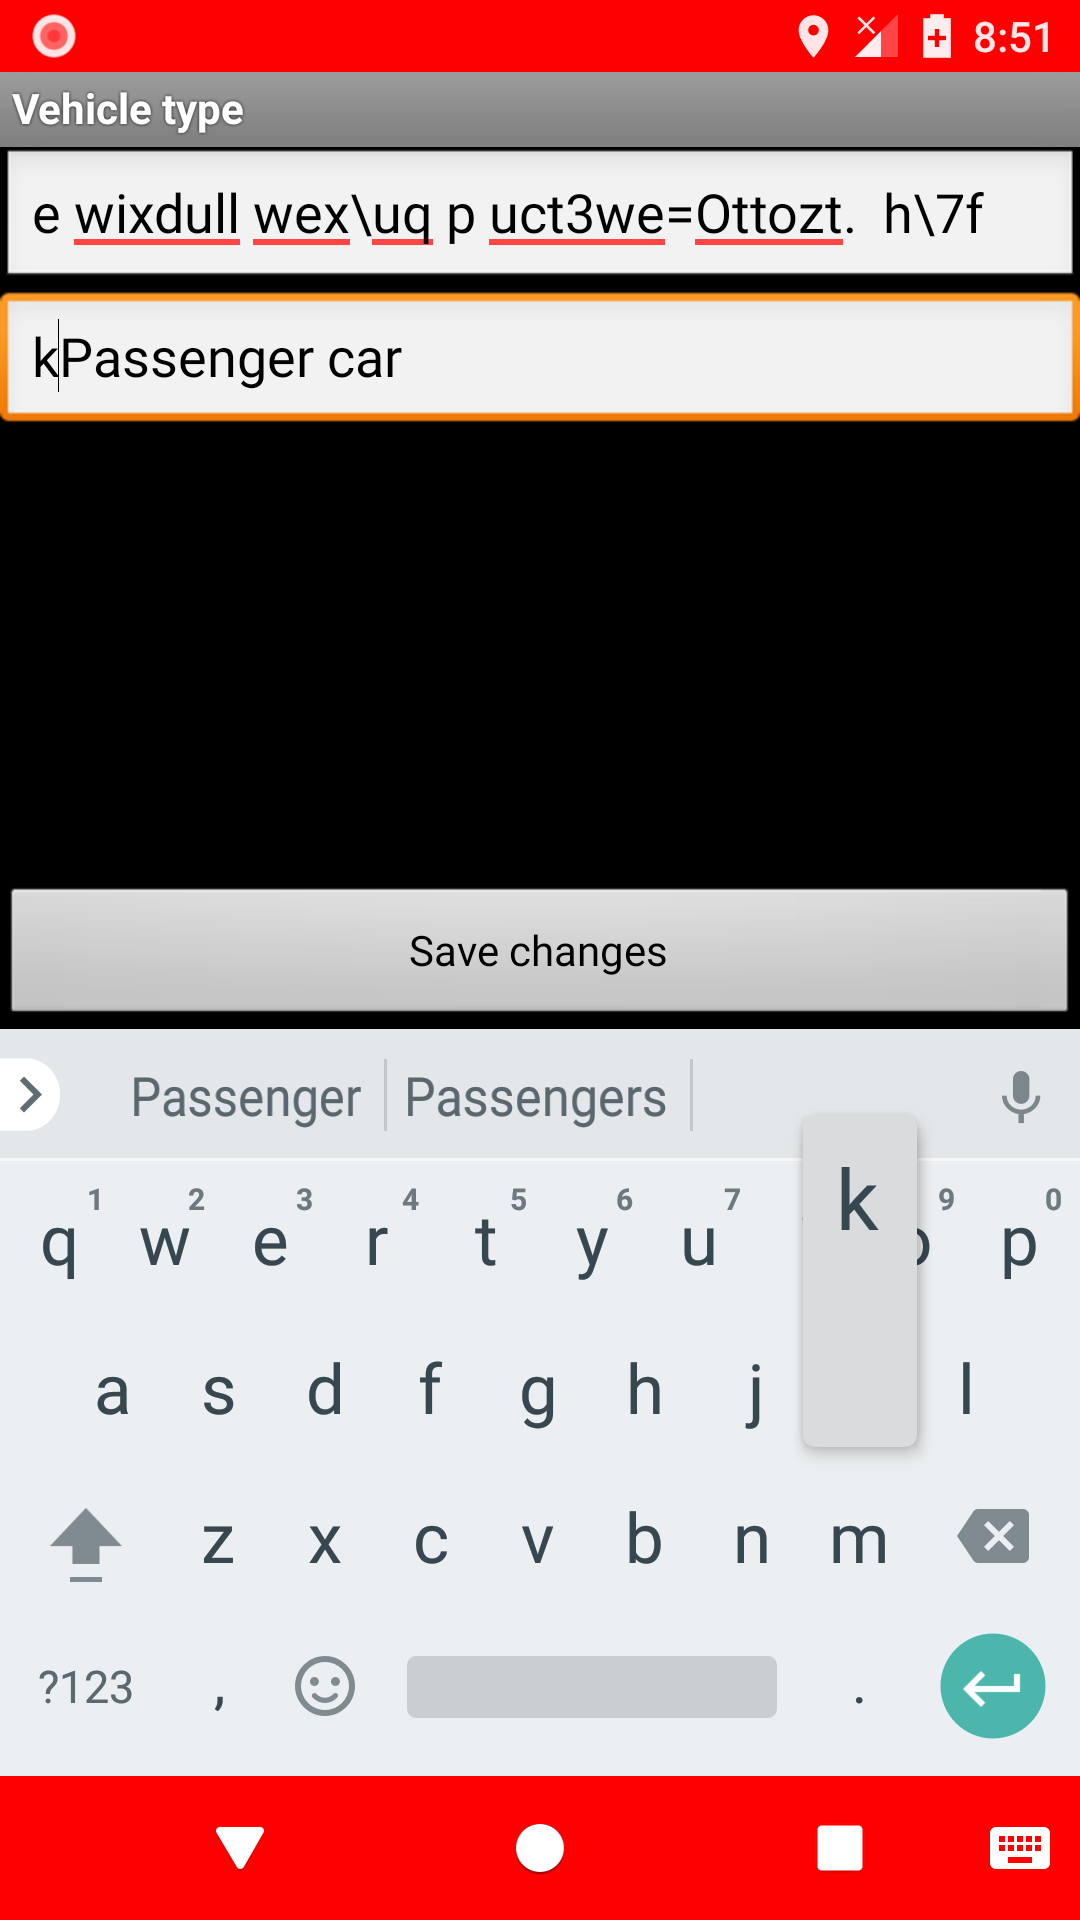 8:51
Vehicle type
e wixdull wex\uq p uct3we=Ottozt.  h\7f
kPassenger car
Save changes
Passenger Passengers
k
1 2 3 4 5 6 7 9 0
q w e r t y u p
a s d f g h j l
z x c v b n m
?123 , .